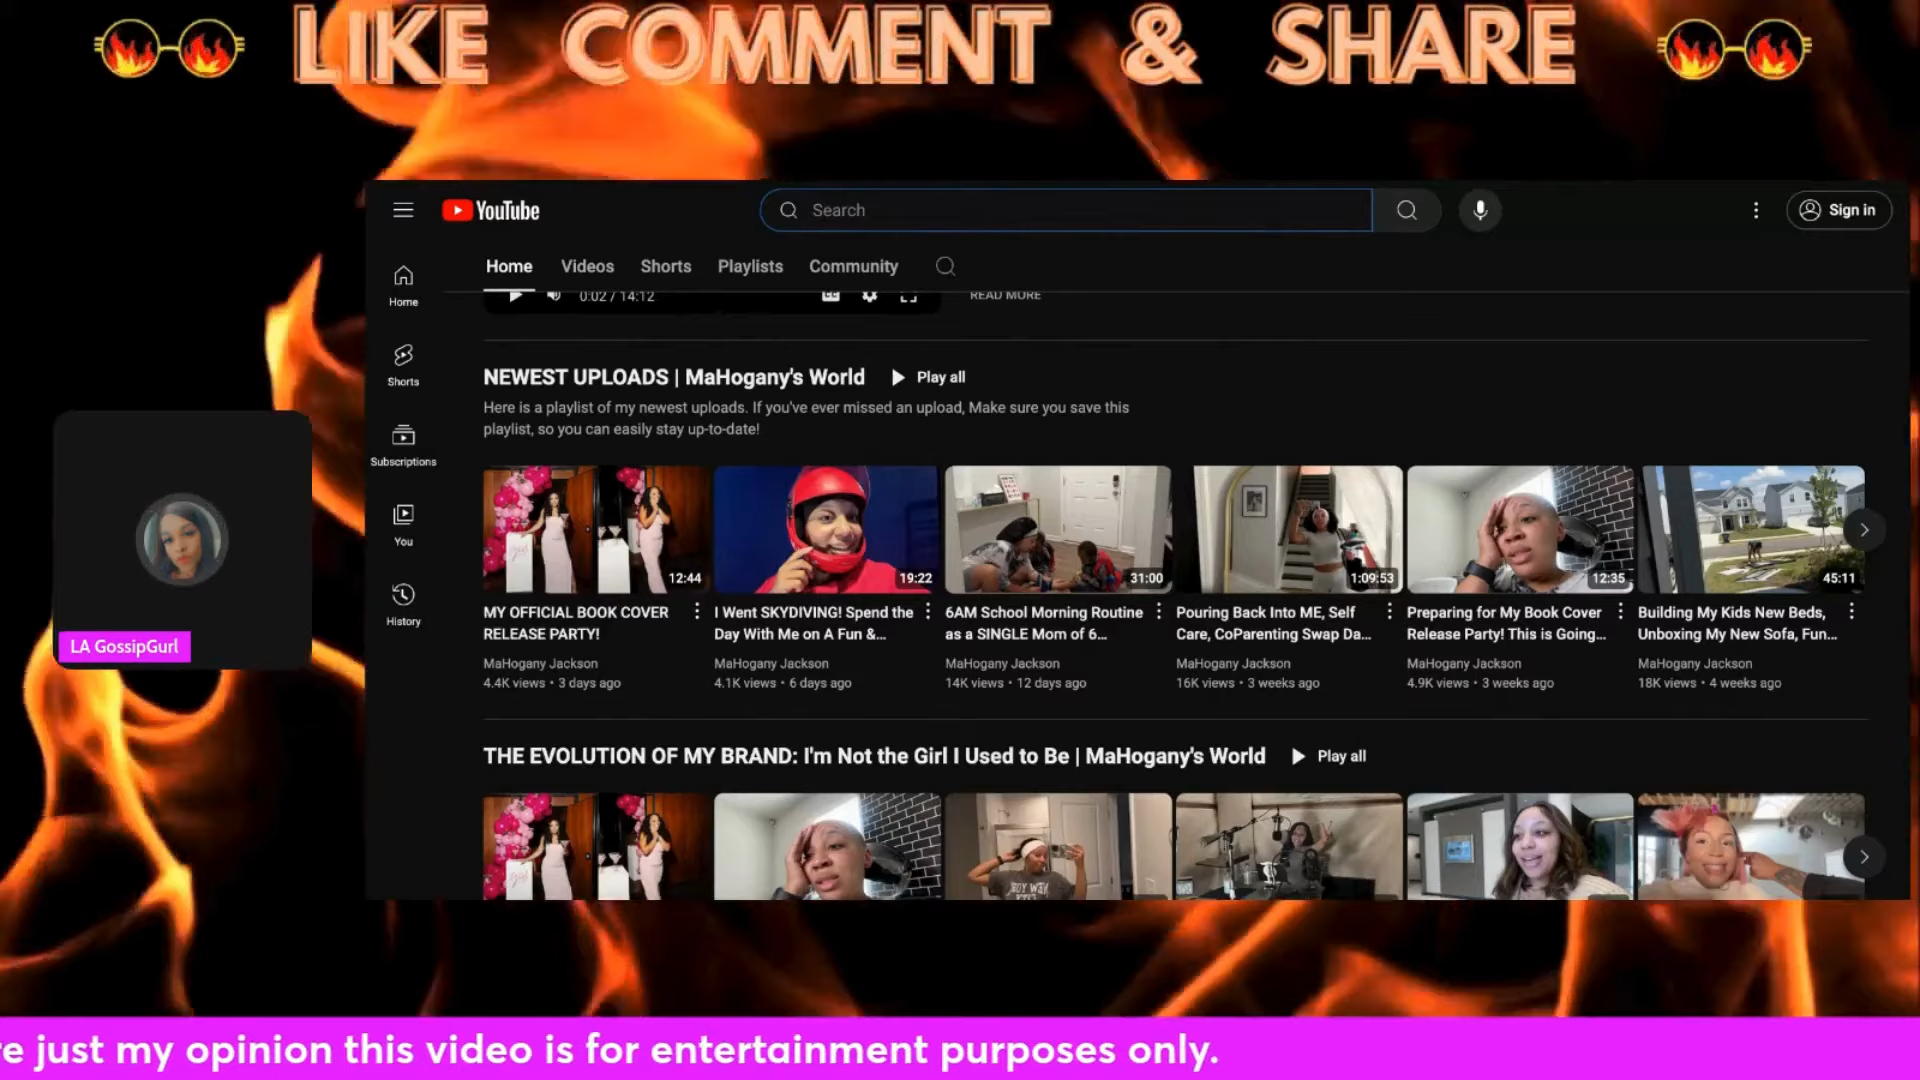 LIKE COMMENT & SHARE
YouTube
Search
Sign in
Home
Videos
Shorts
Playlists
Community
0:02 / 14:12
READ MORE
Home
Shorts
Subscriptions
You
History
NEWEST UPLOADS | MaHogany's World
Play all
Here is a playlist of my newest uploads. If you've ever missed an upload, Make sure you save this
playlist, so you can easily stay up-to-date!
12:44
19:22
31:00
1:09:53
12:35
45:11
MY OFFICIAL BOOK COVER
RELEASE PARTY!
MaHogany Jackson
4.4K views • 3 days ago
I Went SKYDIVING! Spend the
Day With Me on A Fun &...
MaHogany Jackson
4.1K views • 6 days ago
6AM School Morning Routine
as a SINGLE Mom of 6...
MaHogany Jackson
14K views • 12 days ago
Pouring Back Into ME, Self
Care, CoParenting Swap Da...
MaHogany Jackson
16K views • 3 weeks ago
Preparing for My Book Cover
Release Party! This is Going...
MaHogany Jackson
4.9K views • 3 weeks ago
Building My Kids New Beds,
Unboxing My New Sofa, Fun...
MaHogany Jackson
18K views • 4 weeks ago
THE EVOLUTION OF MY BRAND: I'm Not the Girl I Used to Be | MaHogany's World
Play all
LA GossipGurl
re just my opinion this video is for entertainment purposes only.